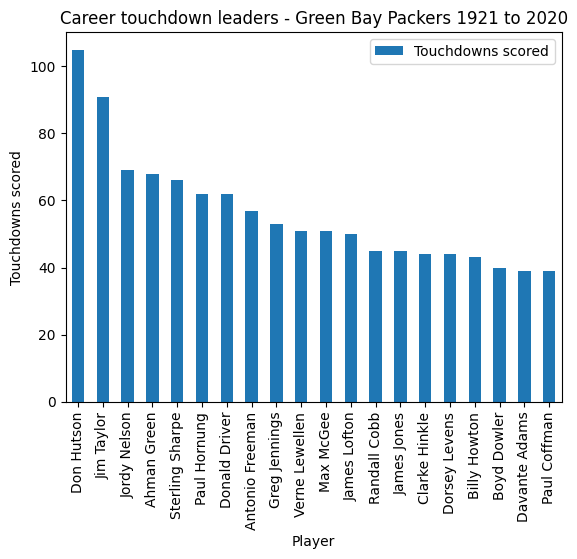 Career touchdown leaders - Green Bay Packers 1921 to 2020
Touchdowns scored
Touchdowns scored
100
80
60
40
20
0
Don Hutson
Jim Taylor
Jordy Nelson
Ahman Green
Sterling Sharpe
Paul Hornung
Donald Driver
Antonio Freeman
Greg Jennings
Verne Lewellen
Max McGee
James Lofton
Randall Cobb
James Jones
Clarke Hinkle
Dorsey Levens
Billy Howton
Boyd Dowler
Davante Adams
Paul Coffman
Player